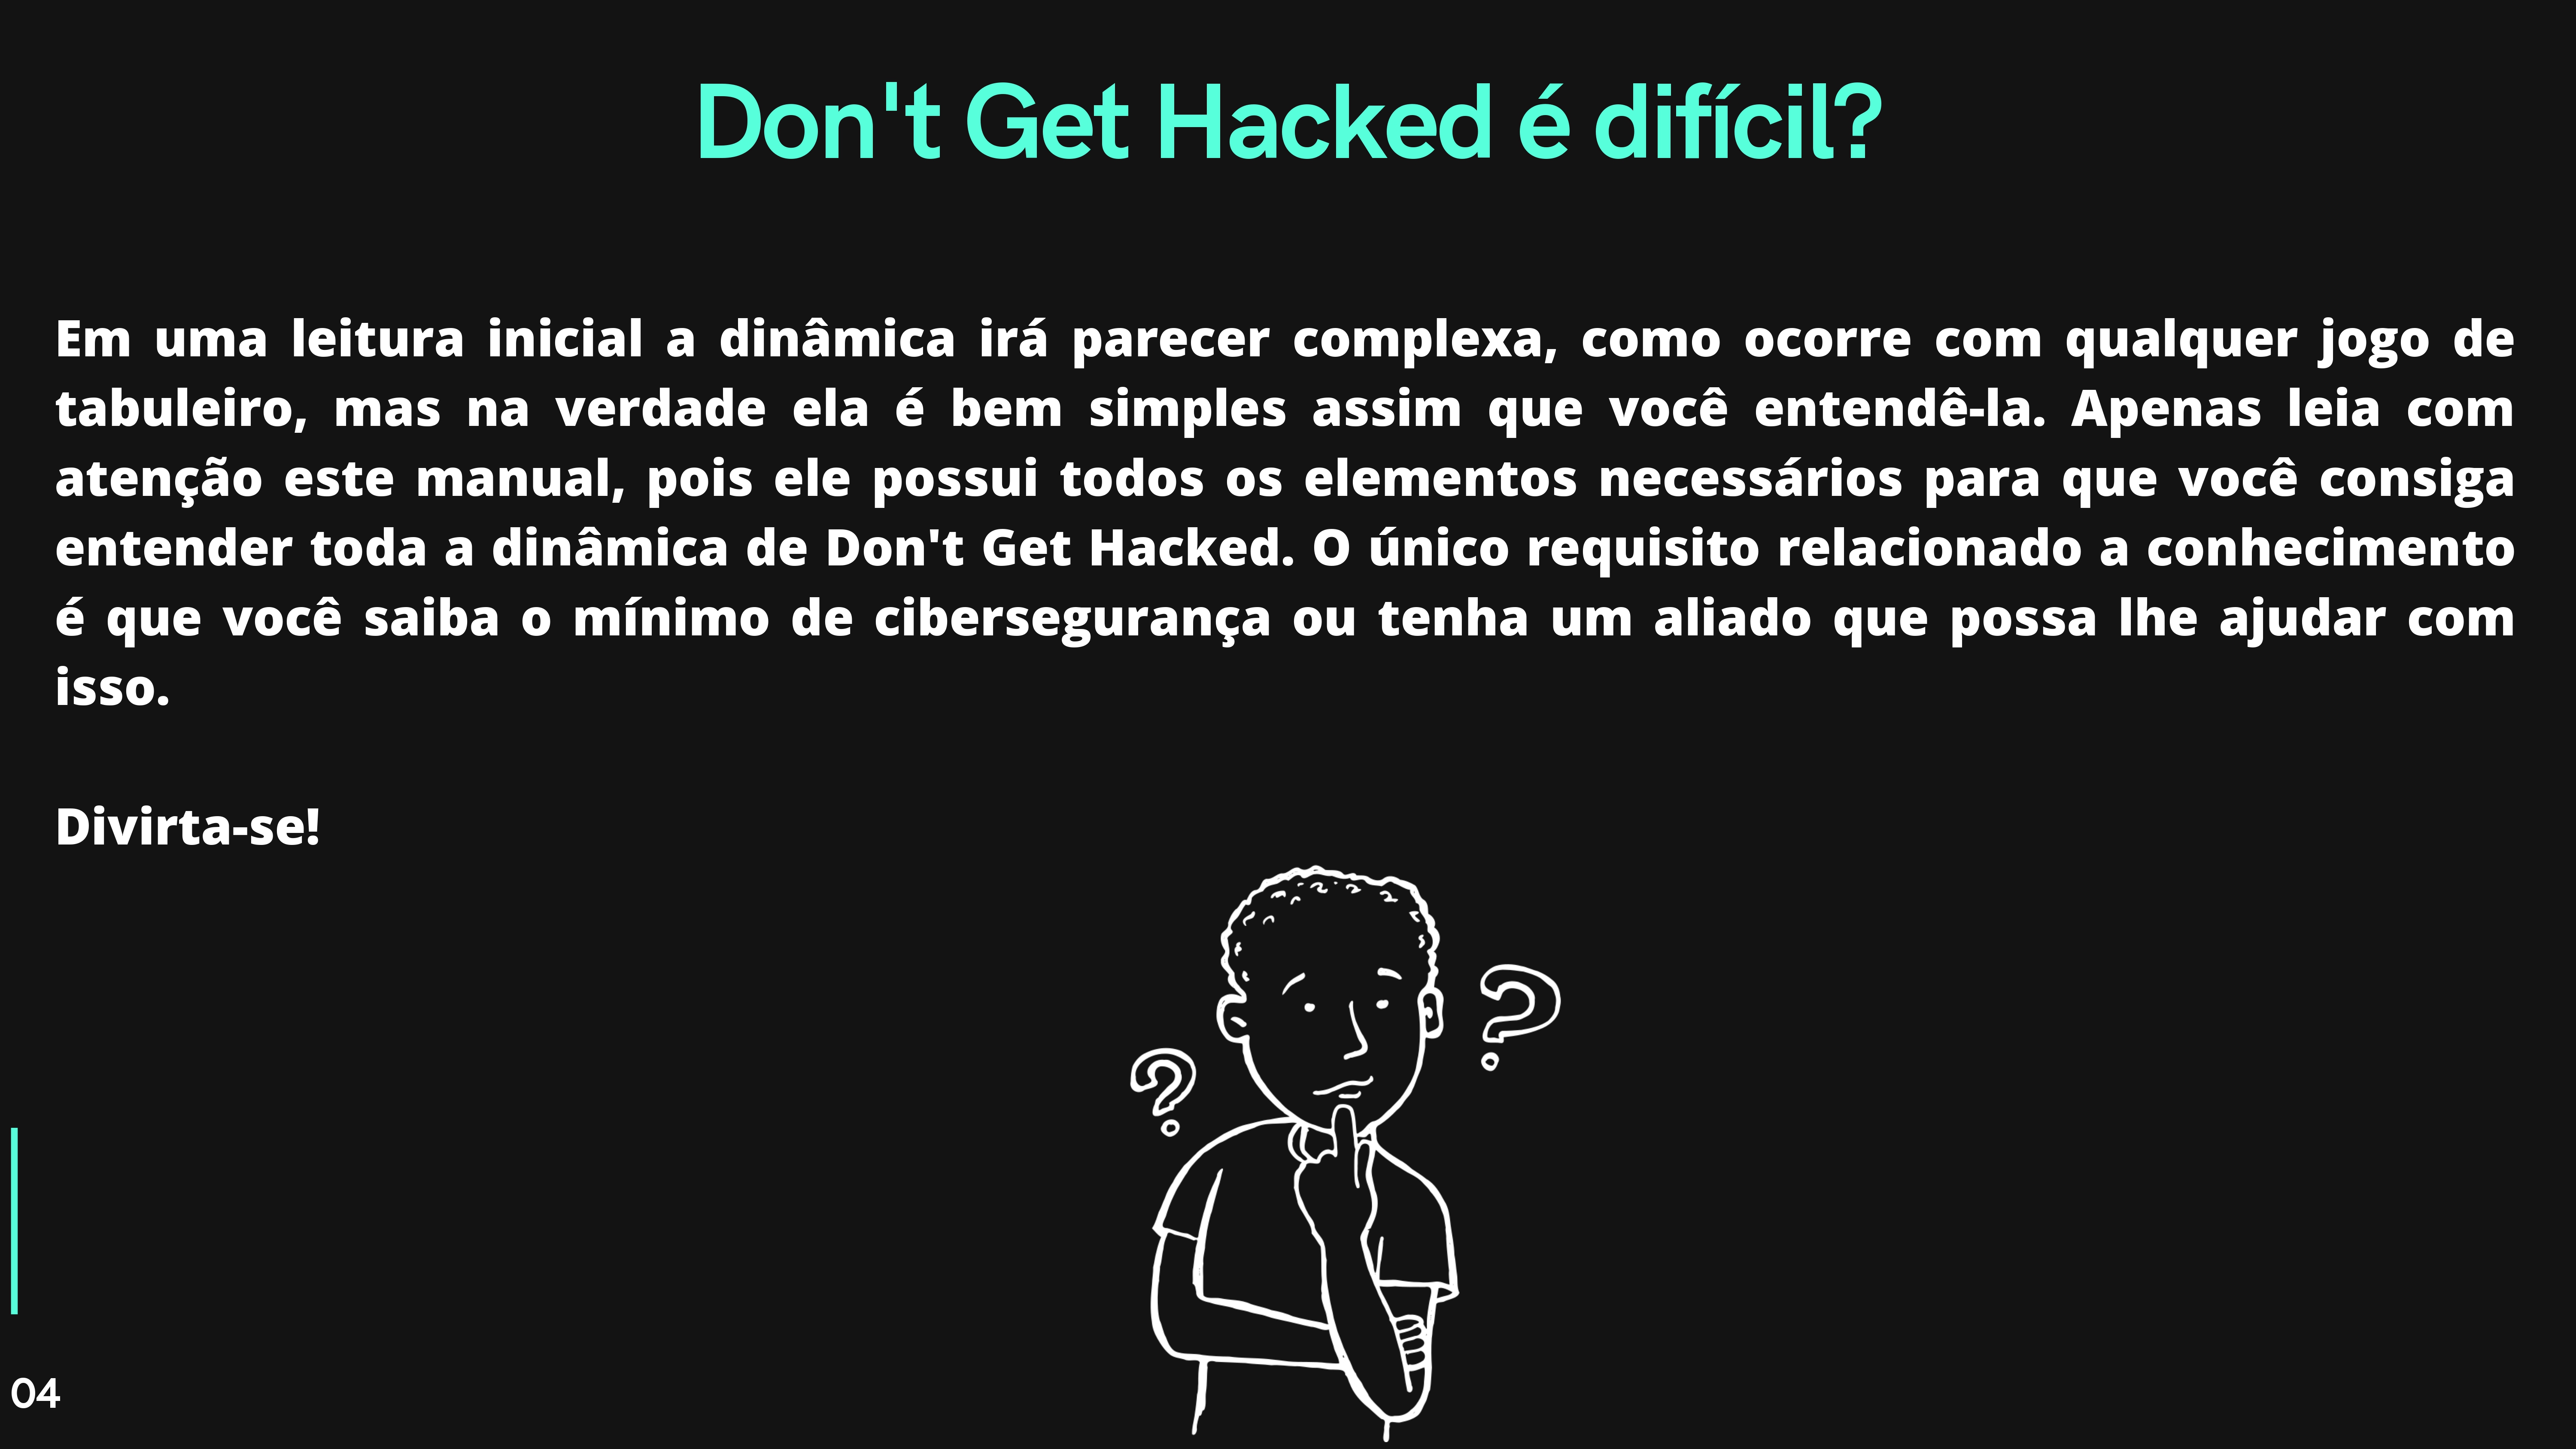 Don't Get Hacked é difícil?
Em uma leitura inicial a dinâmica irá parecer complexa, como ocorre com qualquer jogo de
tabuleiro, mas na verdade ela é bem simples assim que você entendê-la. Apenas leia com
atenção este manual, pois ele possui todos os elementos necessários para que você consiga
entender toda a dinâmica de Don't Get Hacked. O único requisito relacionado a conhecimento
é que você saiba o mínimo de cibersegurança ou tenha um aliado que possa lhe ajudar com
isso.
Divirta-se!
?
?
04